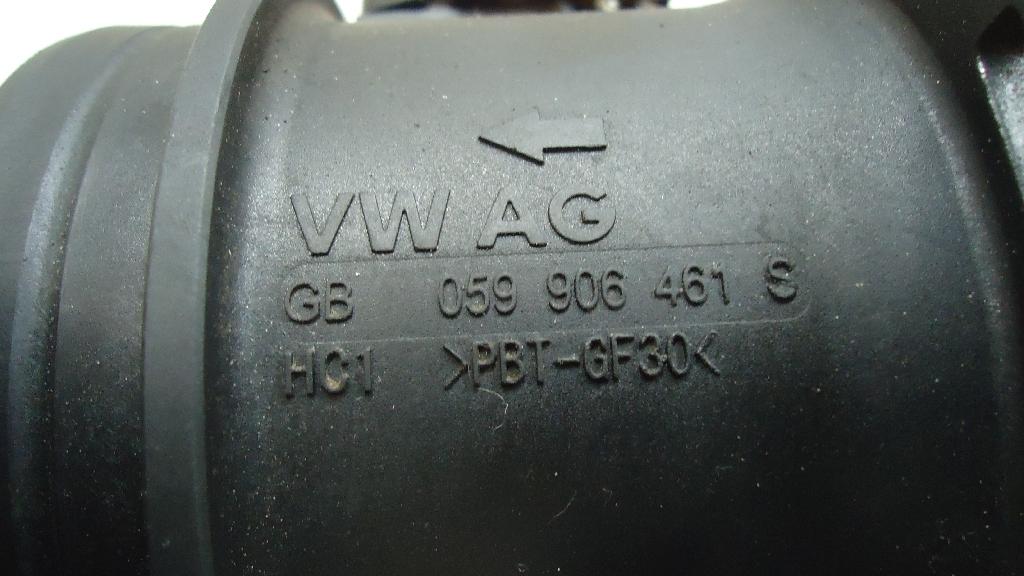 VW AG
GB 059 906 461 S
HC1 >PBT-GF30<